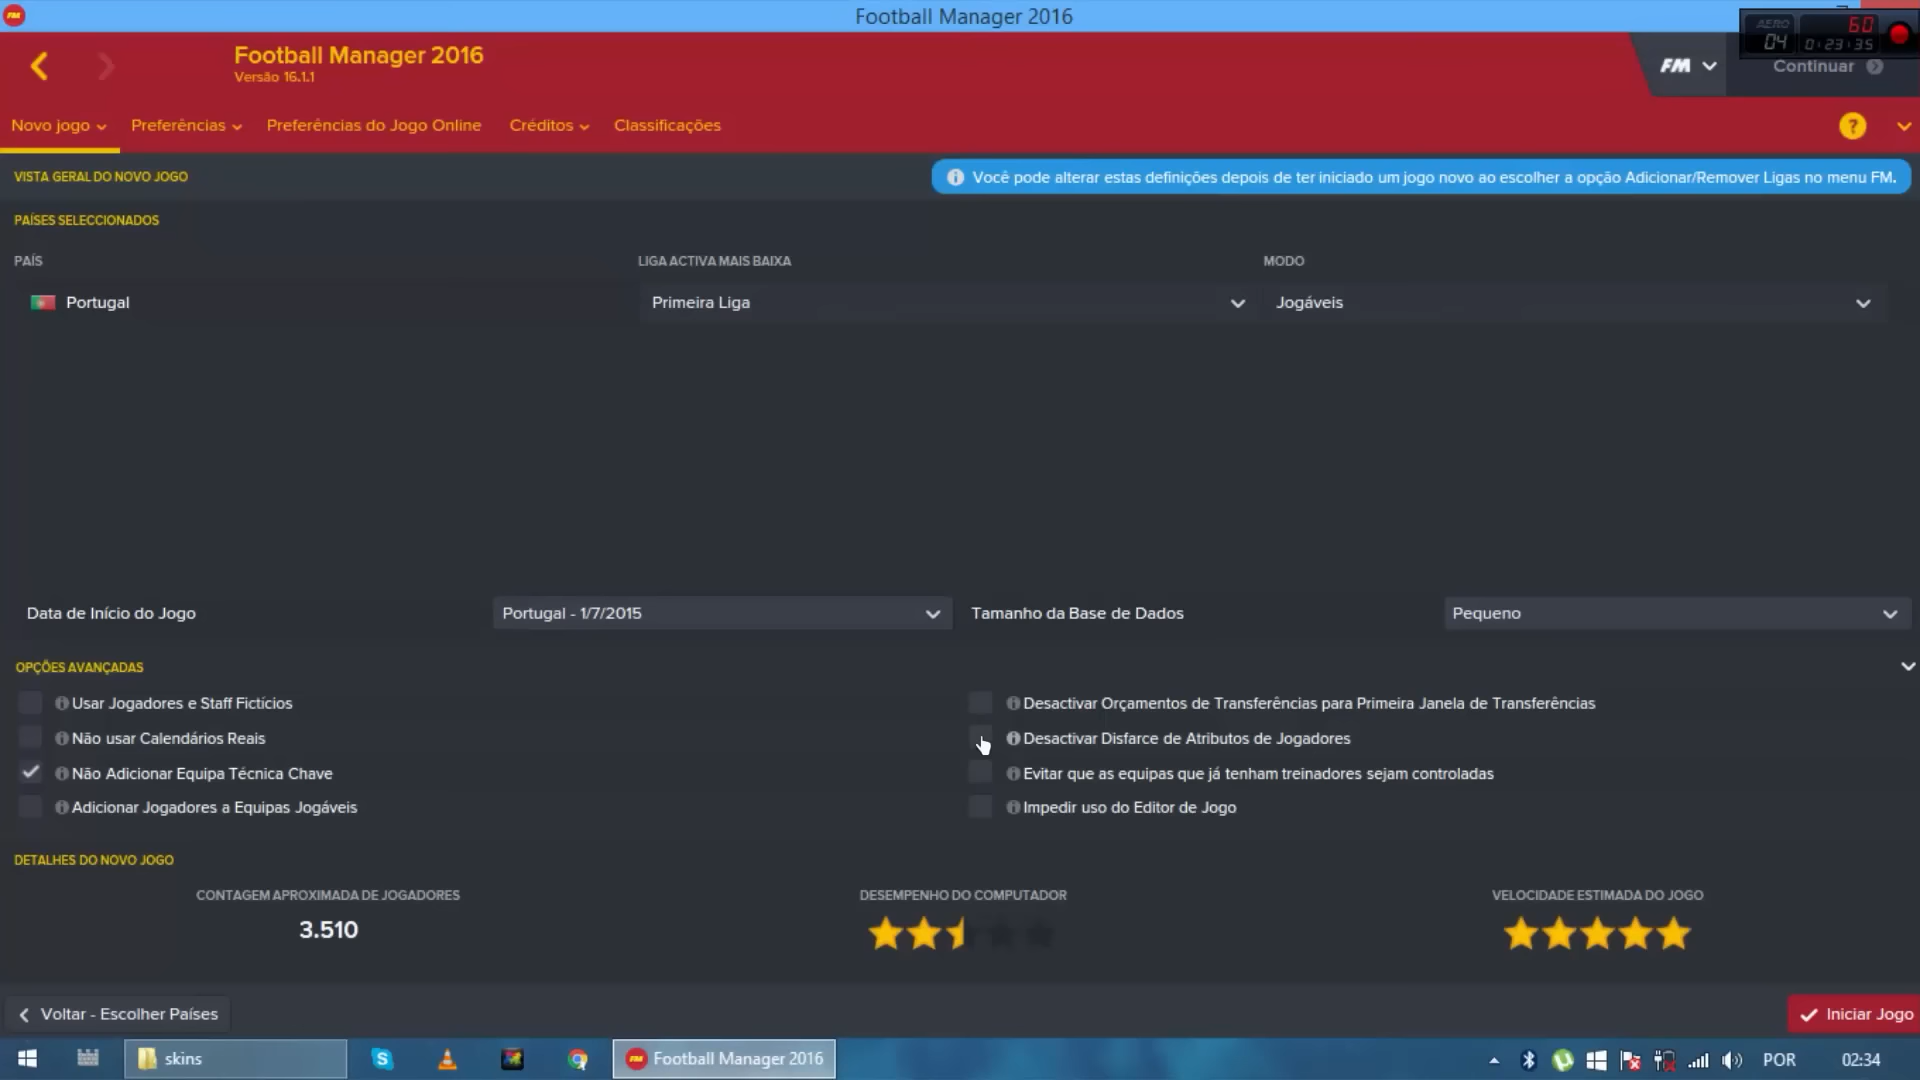 FM
Football Manager 2016
AERO
60
04
0:23:35
Football Manager 2016
Versão 16.1.1
FM
Continuar
Novo jogo
Preferências
Preferências do Jogo Online
Créditos
Classificações
?
VISTA GERAL DO NOVO JOGO
Você pode alterar estas definições depois de ter iniciado um jogo novo ao escolher a opção Adicionar/Remover Ligas no menu FM.
PAÍSES SELECCIONADOS
PAÍS
LIGA ACTIVA MAIS BAIXA
MODO
Portugal
Primeira Liga
Jogáveis
Data de Início do Jogo
Portugal - 1/7/2015
Tamanho da Base de Dados
Pequeno
OPÇÕES AVANÇADAS
Usar Jogadores e Staff Fictícios
Desactivar Orçamentos de Transferências para Primeira Janela de Transferências
Não usar Calendários Reais
Desactivar Disfarce de Atributos de Jogadores
Não Adicionar Equipa Técnica Chave
Evitar que as equipas que já tenham treinadores sejam controladas
Adicionar Jogadores a Equipas Jogáveis
Impedir uso do Editor de Jogo
DETALHES DO NOVO JOGO
CONTAGEM APROXIMADA DE JOGADORES
DESEMPENHO DO COMPUTADOR
VELOCIDADE ESTIMADA DO JOGO
3.510
Voltar - Escolher Países
Iniciar Jogo
skins
Football Manager 2016
POR
02:34